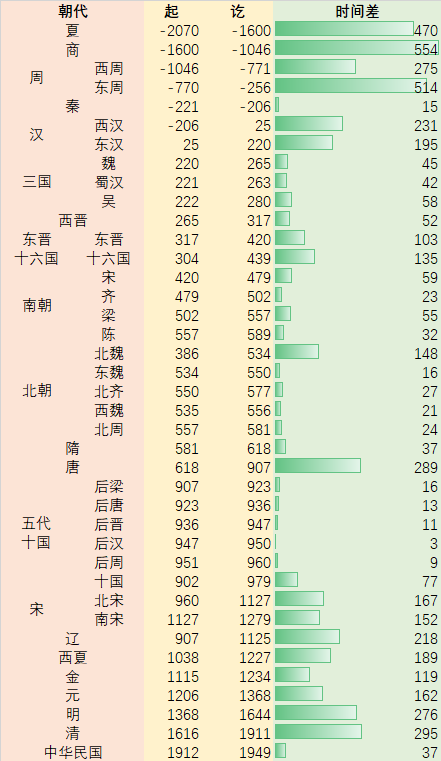 朝代 起 讫 时间差
夏 -2070 -1600 470
商 -1600 -1046 554
周 西周 -1046 -771 275
东周 -770 -256 514
秦 -221 -206 15
汉 西汉 -206 25 231
东汉 25 220 195
三国 魏 220 265 45
蜀汉 221 263 42
吴 222 280 58
西晋 265 317 52
东晋 东晋 317 420 103
十六国 十六国 304 439 135
南朝 宋 420 479 59
齐 479 502 23
梁 502 557 55
陈 557 589 32
北朝 北魏 386 534 148
东魏 534 550 16
北齐 550 577 27
西魏 535 556 21
北周 557 581 24
隋 581 618 37
唐 618 907 289
五代十国 后梁 907 923 16
后唐 923 936 13
后晋 936 947 11
后汉 947 950 3
后周 951 960 9
十国 902 979 77
宋 北宋 960 1127 167
南宋 1127 1279 152
辽 907 1125 218
西夏 1038 1227 189
金 1115 1234 119
元 1206 1368 162
明 1368 1644 276
清 1616 1911 295
中华民国 1912 1949 37